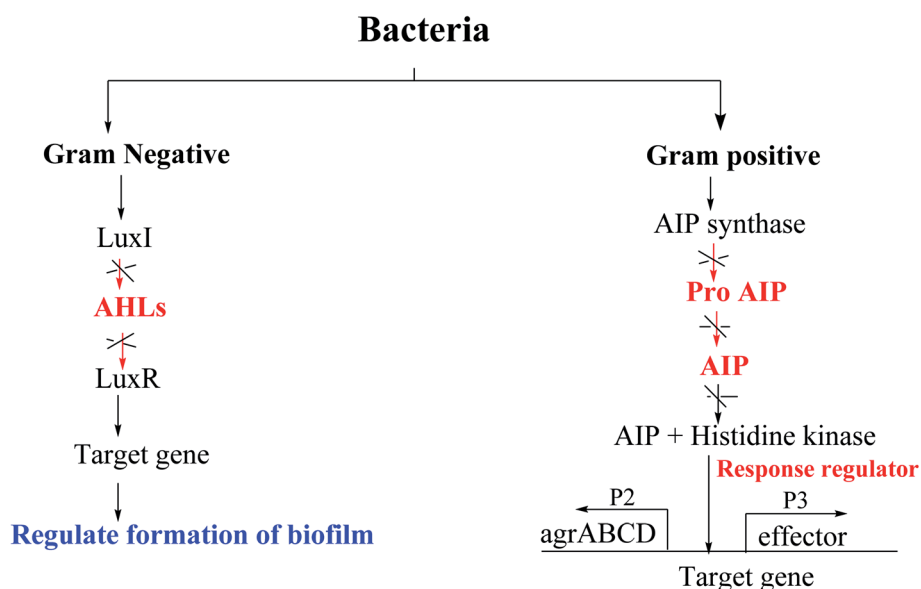 Bacteria
Gram Negative
LuxI
AHLs
LuxR
Target gene
Regulate formation of biofilm
Gram positive
AIP synthase
Pro AIP
AIP
AIP + Histidine kinase
Response regulator
P2
P3
agrABCD
effector
Target gene